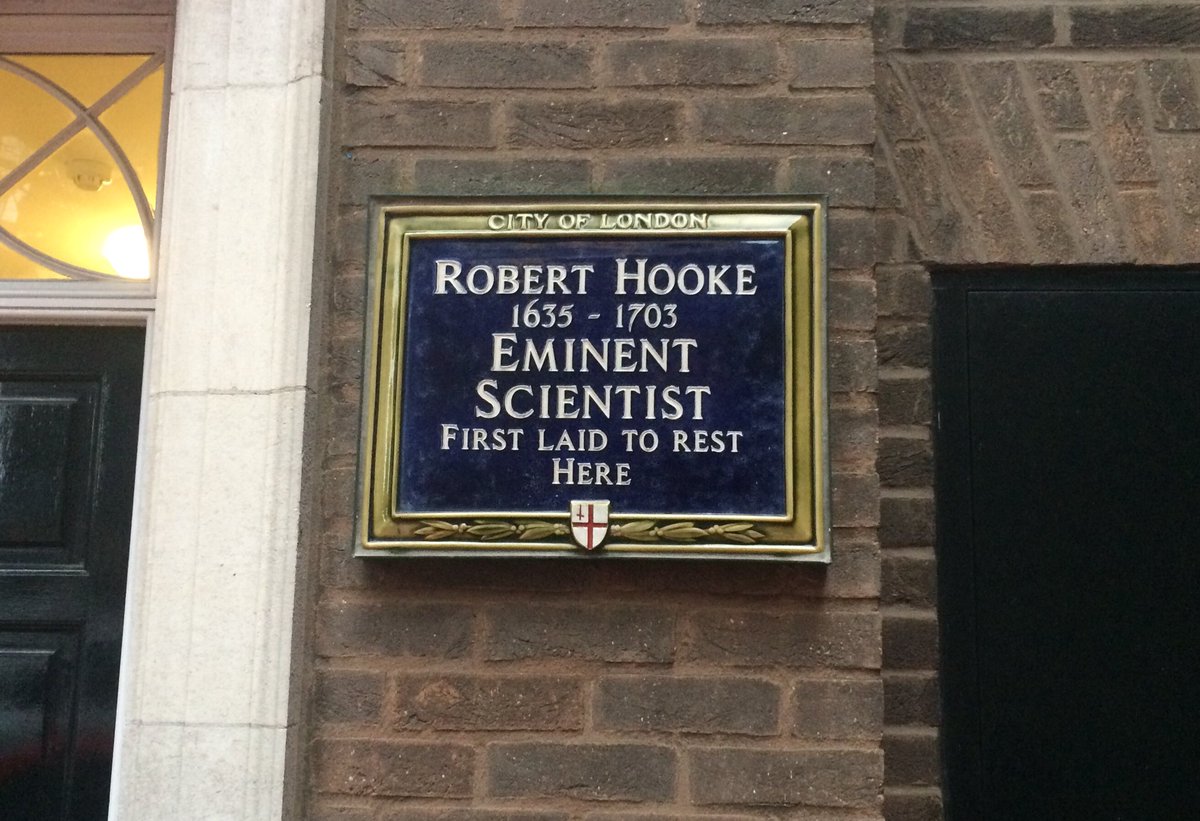 CITY OF LONDON
ROBERT HOOKE
1635 - 1703
EMINENT
SCIENTIST
FIRST LAID TO REST
HERE